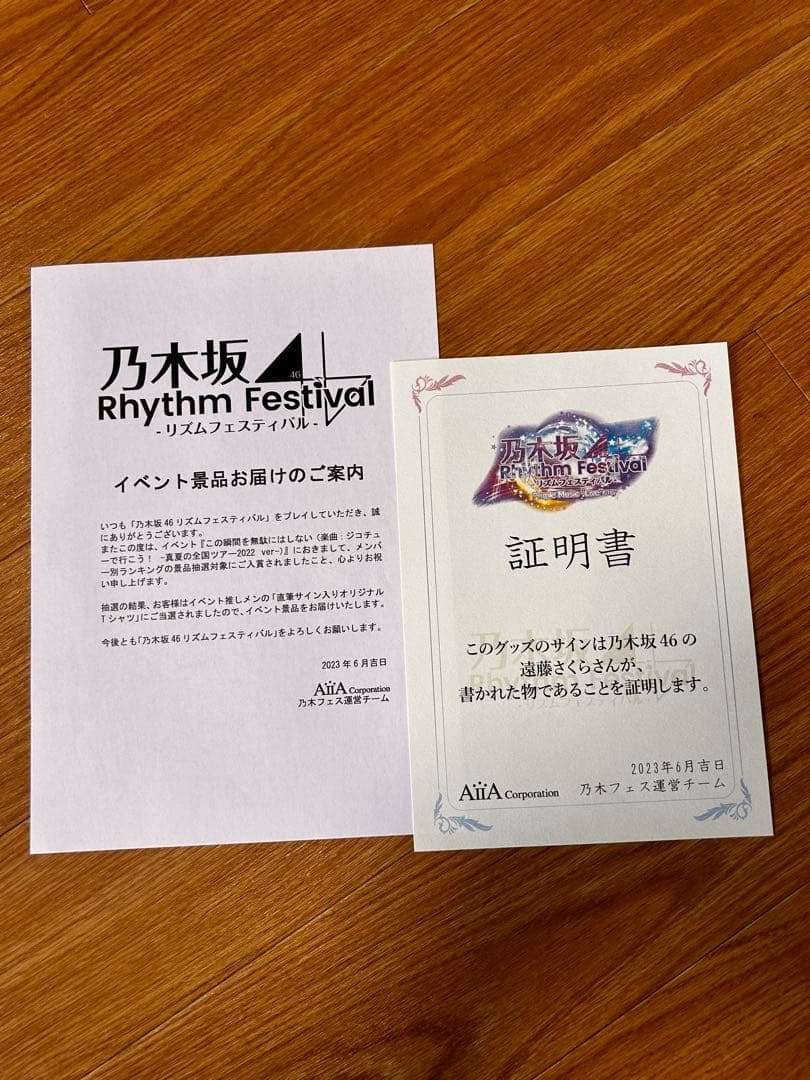 乃木坂46
Rhythm Festival
- リズムフェスティバル -
イベント景品お届けのご案内
いつも「乃木坂46リズムフェスティバル」をプレイしていただき、誠
にありがとうございます。
またこの度は、イベント『この瞬間を無駄にはしない（楽曲：ジコチュ
ーで行こう！ -真夏の全国ツアー2022 ver-）』におきまして、メンバ
ー別ランキングの景品抽選対象にご入賞されましたこと、心よりお祝
い申し上げます。
抽選の結果、お客様はイベント推しメンの「直筆サイン入りオリジナル
Tシャツ」にご当選されましたので、イベント景品をお届けいたします。
今後とも「乃木坂46リズムフェスティバル」をよろしくお願いします。
2023年6月吉日
AiiA Corporation
乃木フェス運営チーム
乃木坂
Rhythm Festival
- リズムフェスティバル -
証明書
このグッズのサインは乃木坂46の
遠藤さくらさんが、
書かれた物であることを証明します。
2023年6月吉日
AiiA Corporation 乃木フェス運営チーム